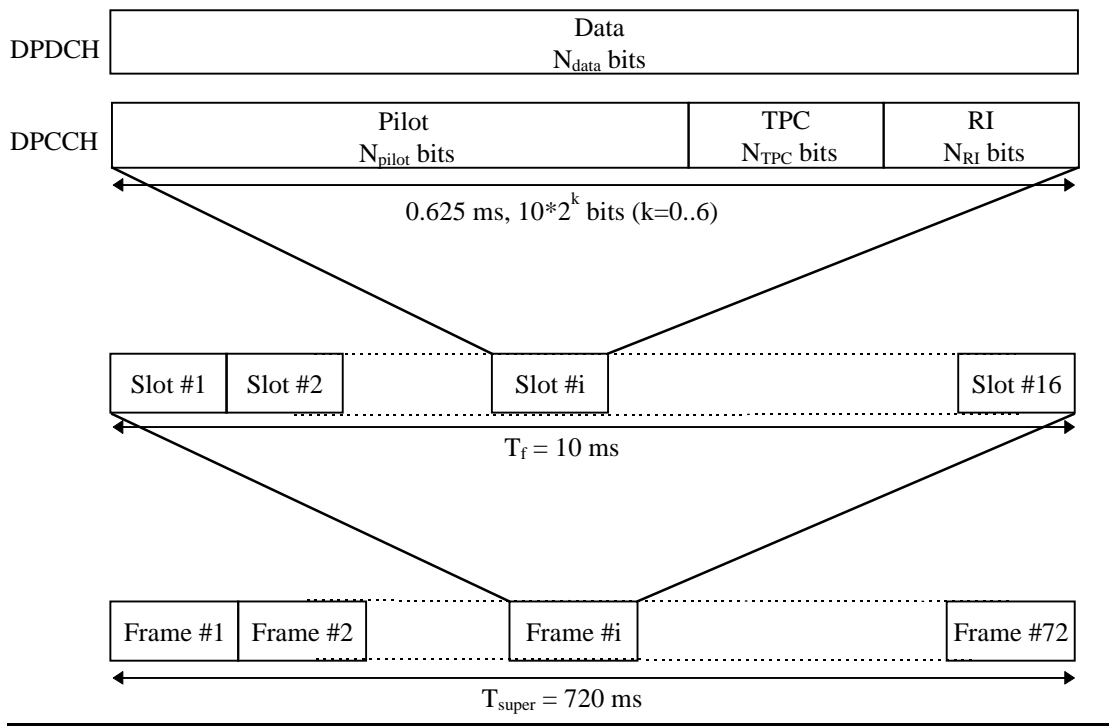 Data
DPDCH
N_data bits
Pilot TPC RI
DPCCH
N_pilot bits N_TPC bits N_RI bits
0.625 ms, 10*2^k bits (k=0..6)
Slot #1 Slot #2 Slot #i Slot #16
T_f = 10 ms
Frame #1 Frame #2 Frame #i Frame #72
T_super = 720 ms